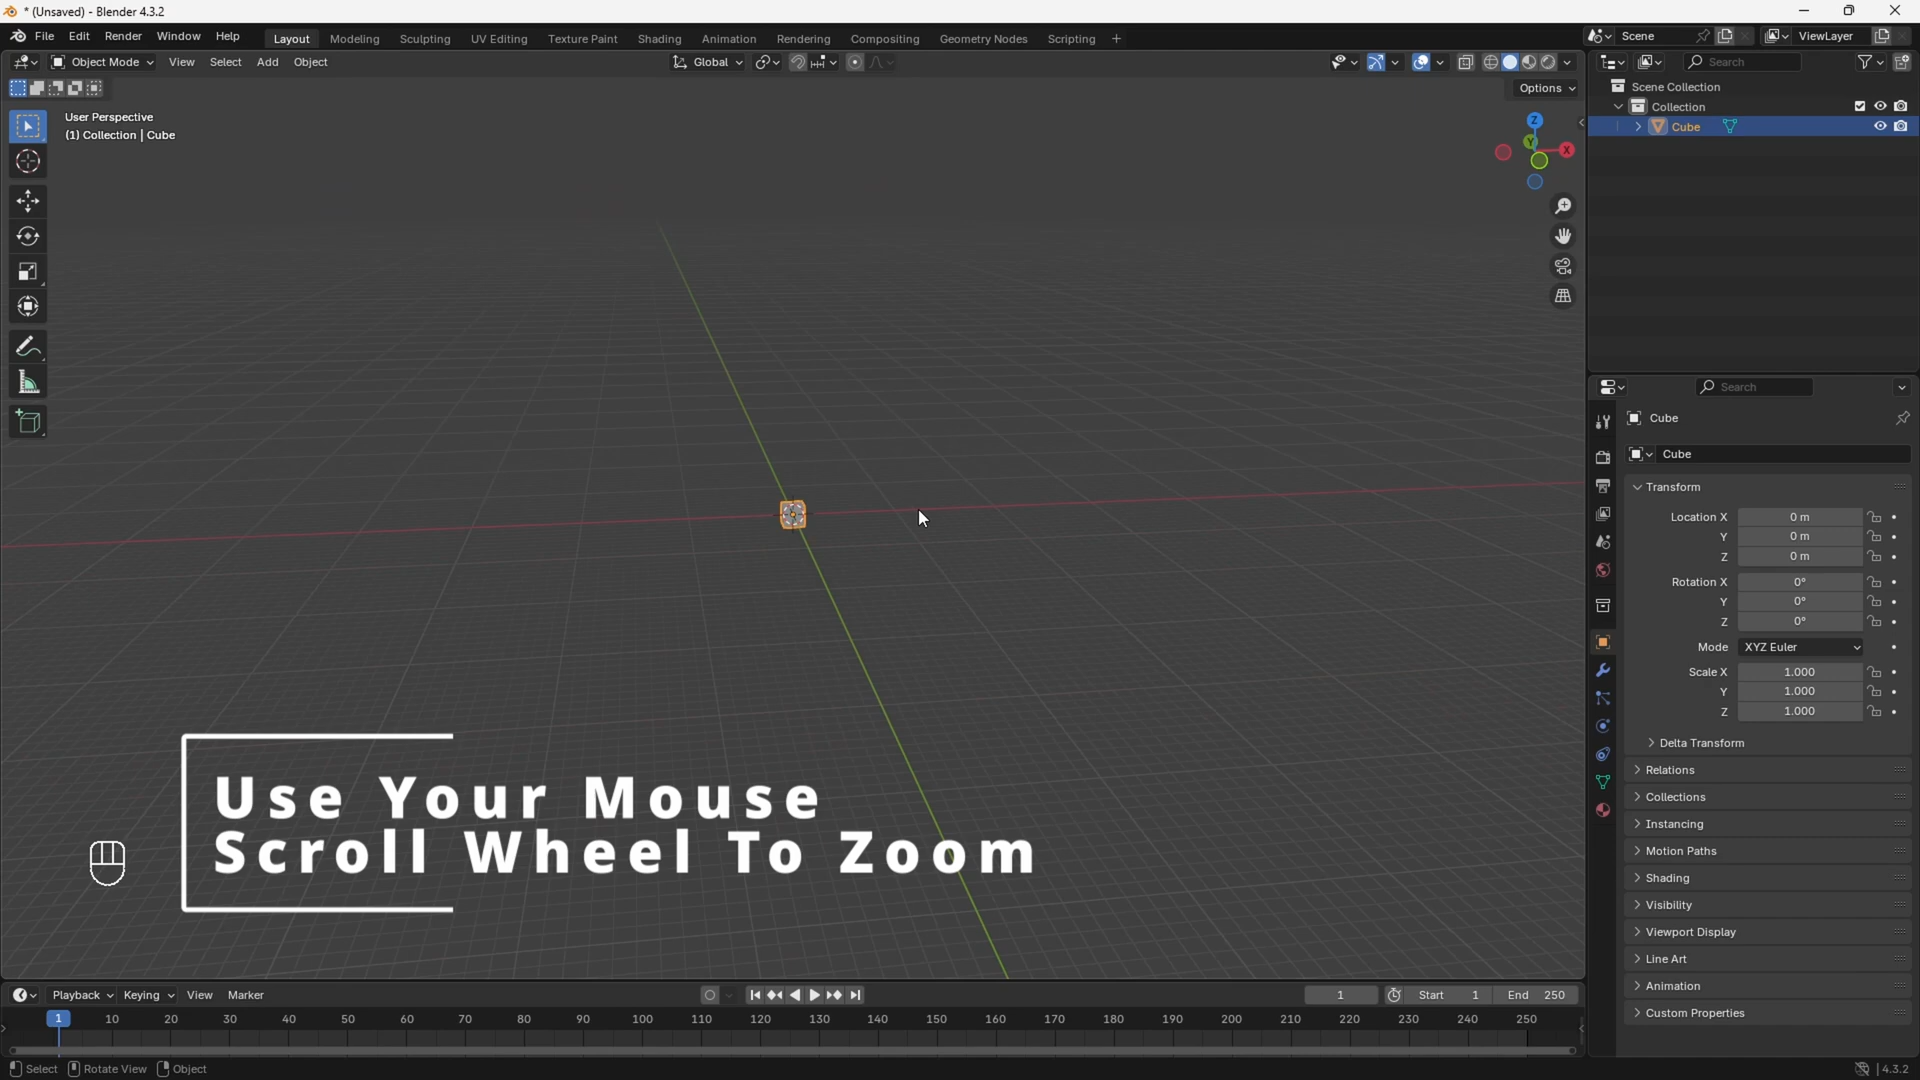 * (Unsaved) - Blender 4.3.2
File Edit Render Window Help Layout Modeling Sculpting UV Editing Texture Paint Shading Animation Rendering Compositing Geometry Nodes Scripting + Scene ViewLayer
Object Mode View Select Add Object Global Search
Options
Scene Collection
Collection
Cube
User Perspective
(1) Collection | Cube
Z
Y
X
Search
Cube
Cube
Transform
Location X 0 m
Y 0 m
Z 0 m
Rotation X 0°
Y 0°
Z 0°
Mode XYZ Euler
Scale X 1.000
Y 1.000
Z 1.000
Delta Transform
Relations
Collections
Instancing
Motion Paths
Shading
Visibility
Viewport Display
Line Art
Animation
Custom Properties
Use Your Mouse
Scroll Wheel To Zoom
Playback Keying View Marker 1 Start 1 End 250
1 10 20 30 40 50 60 70 80 90 100 110 120 130 140 150 160 170 180 190 200 210 220 230 240 250
Select Rotate View Object 4.3.2